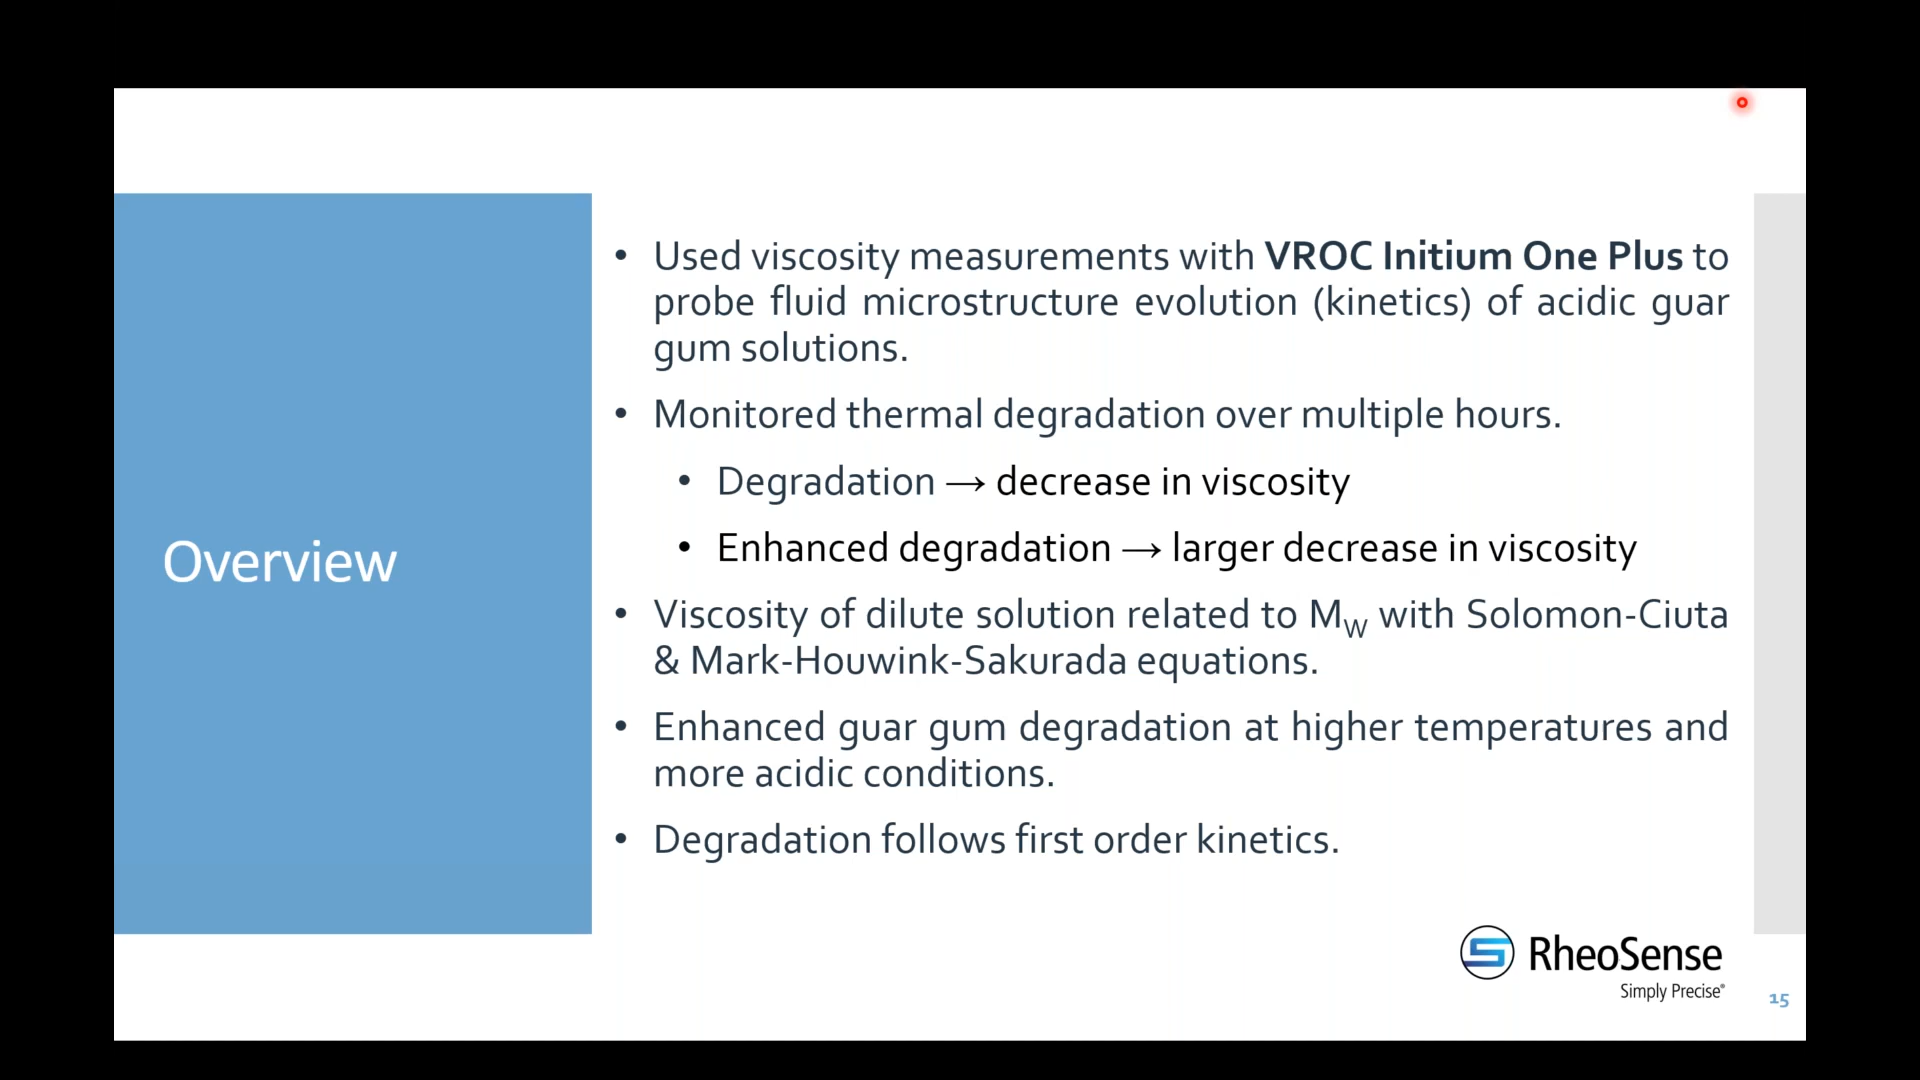 Overview
• Used viscosity measurements with VROC Initium One Plus to
probe fluid microstructure evolution (kinetics) of acidic guar
gum solutions.
• Monitored thermal degradation over multiple hours.
• Degradation → decrease in viscosity
• Enhanced degradation → larger decrease in viscosity
• Viscosity of dilute solution related to MW with Solomon-Ciuta
& Mark-Houwink-Sakurada equations.
• Enhanced guar gum degradation at higher temperatures and
more acidic conditions.
• Degradation follows first order kinetics.
RheoSense
Simply Precise®
15